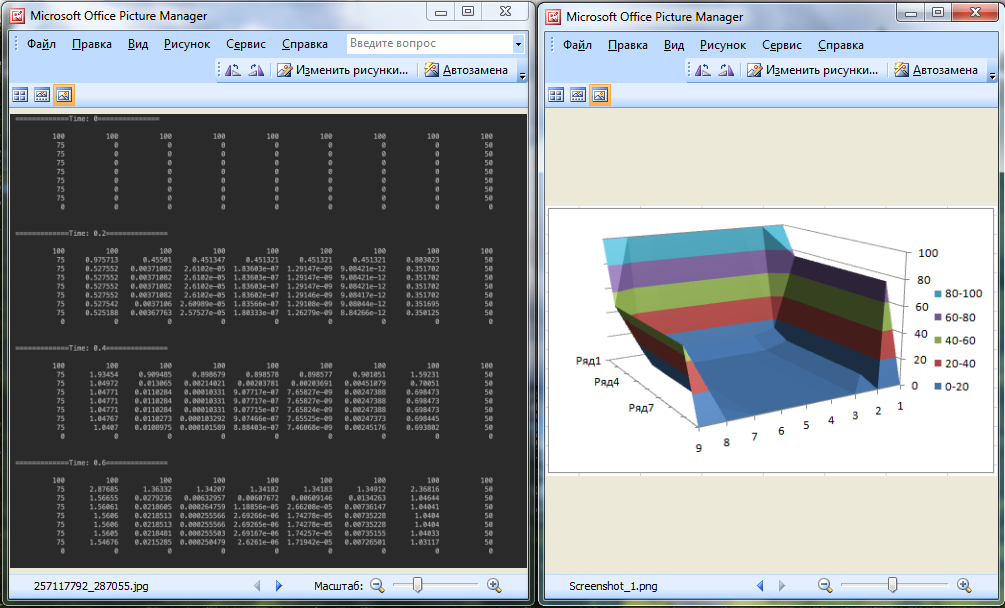 Microsoft Office Picture Manager
Файл Правка Вид Рисунок Сервис Справка Введите вопрос
Изменить рисунки... Автозамена
=============Time: 0===============
100 100 100 100 100 100 100 100 100
75 0 0 0 0 0 0 0 50
75 0 0 0 0 0 0 0 50
75 0 0 0 0 0 0 0 50
75 0 0 0 0 0 0 0 50
75 0 0 0 0 0 0 0 50
75 0 0 0 0 0 0 0 50
75 0 0 0 0 0 0 0 50
0 0 0 0 0 0 0 0 0
=============Time: 0.2===============
100 100 100 100 100 100 100 100 100
75 0.975713 0.45501 0.451347 0.451321 0.451321 0.451321 0.803023 50
75 0.527552 0.00371082 2.6102e-05 1.83603e-07 1.29147e-09 9.08421e-12 0.351702 50
75 0.527552 0.00371082 2.6102e-05 1.83603e-07 1.29147e-09 9.08421e-12 0.351702 50
75 0.527552 0.00371082 2.6102e-05 1.83603e-07 1.29147e-09 9.08421e-12 0.351702 50
75 0.527552 0.00371082 2.6102e-05 1.83602e-07 1.29146e-09 9.08417e-12 0.351702 50
75 0.527542 0.0037106 2.60989e-05 1.83566e-07 1.29108e-09 9.08044e-12 0.351695 50
75 0.525188 0.00367763 2.57527e-05 1.80333e-07 1.26279e-09 8.84266e-12 0.350125 50
0 0 0 0 0 0 0 0 0
=============Time: 0.4===============
100 100 100 100 100 100 100 100 100
75 1.93454 0.909485 0.898679 0.898578 0.898577 0.901051 1.59231 50
75 1.04972 0.013065 0.00214021 0.00203781 0.00203691 0.00451079 0.70051 50
75 1.04771 0.0110284 0.00010331 9.07717e-07 7.65827e-09 0.00247388 0.698473 50
75 1.04771 0.0110284 0.00010331 9.07717e-07 7.65827e-09 0.00247388 0.698473 50
75 1.04771 0.0110284 0.00010331 9.07715e-07 7.65824e-09 0.00247388 0.698473 50
75 1.04767 0.0110273 0.000103292 9.07466e-07 7.65525e-09 0.00247373 0.698445 50
75 1.0407 0.0108975 0.000101589 8.88403e-07 7.46068e-09 0.00245176 0.693802 50
0 0 0 0 0 0 0 0 0
=============Time: 0.6===============
100 100 100 100 100 100 100 100 100
75 2.87685 1.36332 1.34207 1.34182 1.34183 1.34912 2.36816 50
75 1.56655 0.0279236 0.00632957 0.00607672 0.00609146 0.0134263 1.04644 50
75 1.56061 0.0218605 0.000264759 1.18856e-05 2.66208e-05 0.00736147 1.04041 50
75 1.5606 0.0218513 0.000255566 2.69266e-06 1.74278e-05 0.00735228 1.0404 50
75 1.5606 0.0218513 0.000255566 2.69265e-06 1.74278e-05 0.00735228 1.0404 50
75 1.5605 0.0218481 0.000255503 2.69167e-06 1.74257e-05 0.00735155 1.04033 50
75 1.54676 0.0215285 0.000250479 2.6261e-06 1.71942e-05 0.00726501 1.03117 50
0 0 0 0 0 0 0 0 0
257117792_287055.jpg Масштаб:
Microsoft Office Picture Manager
Файл Правка Вид Рисунок Сервис Справка
Изменить рисунки... Автозамена
100
80
60
40
20
0
80-100
60-80
40-60
20-40
0-20
Ряд1
Ряд4
Ряд7
9 8 7 6 5 4 3 2 1
Screenshot_1.png